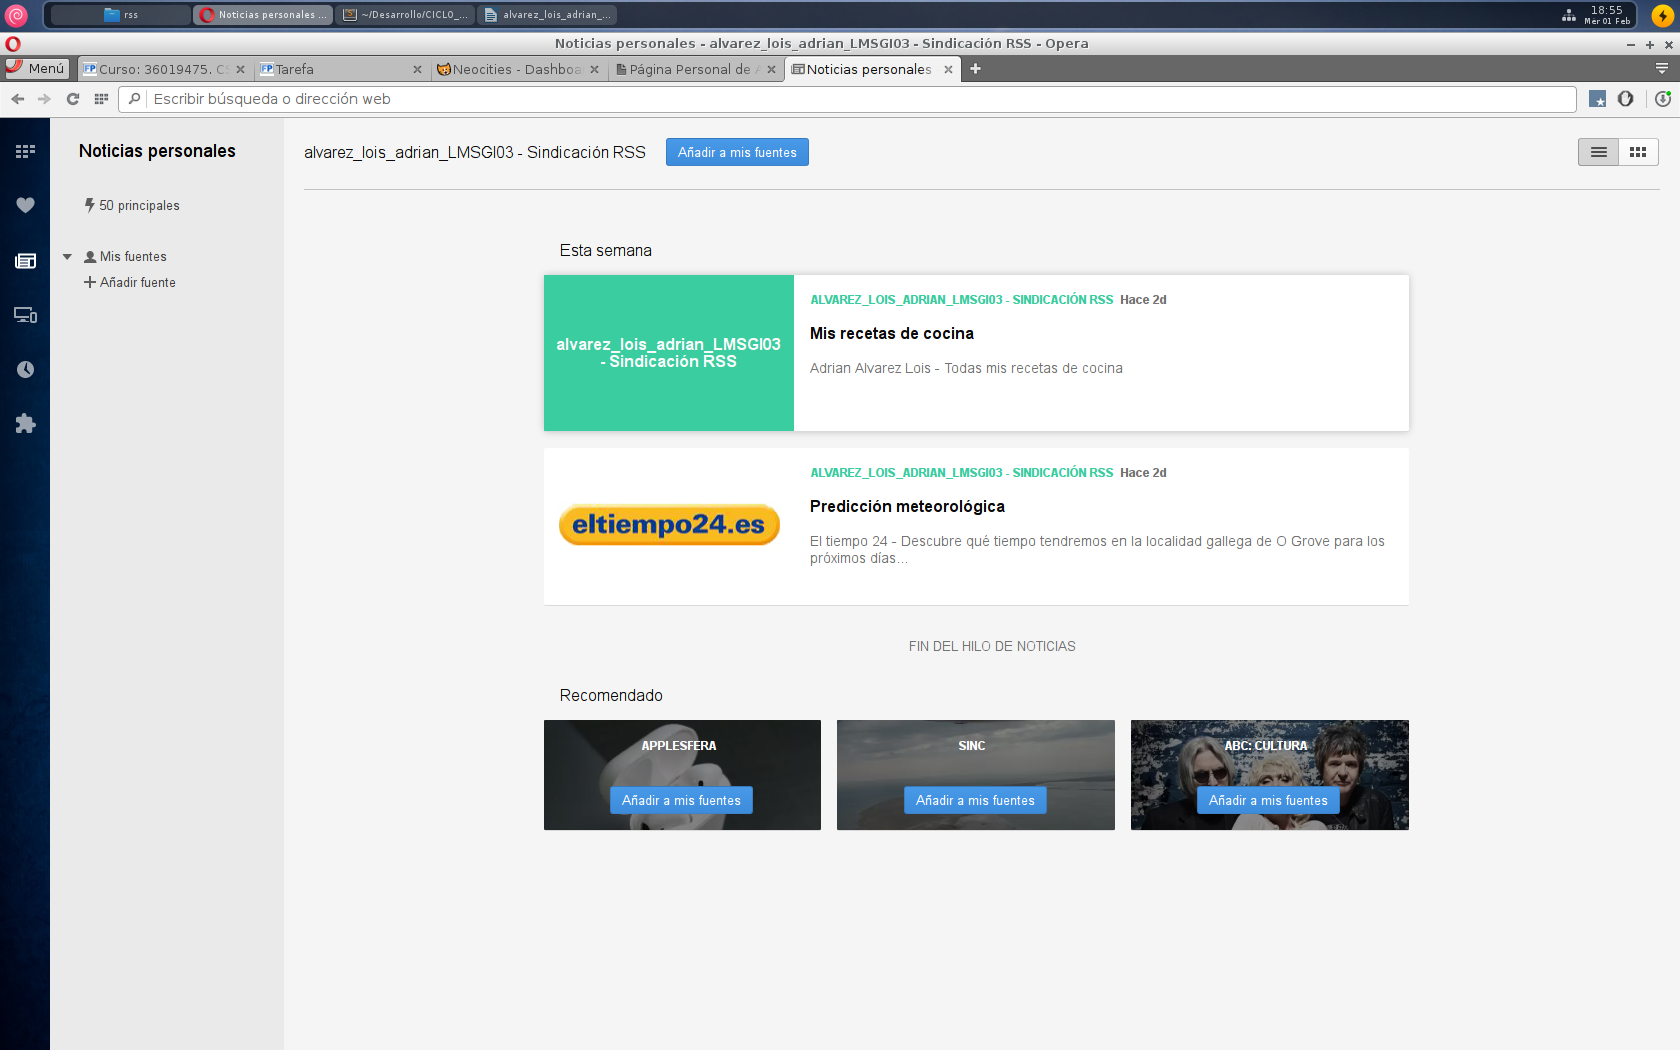 rss
Noticias personales ...
~/Desarrollo/CICLO_...
alvarez_lois_adrian_...
18:55
Mér 01 Feb
Noticias personales - alvarez_lois_adrian_LMSGI03 - Sindicación RSS - Opera
Menú
FP Curso: 36019475. CS
FP Tarefa
Neocities - Dashboa
Página Personal de A
Noticias personales
Escribir búsqueda o dirección web
Noticias personales
50 principales
Mis fuentes
Añadir fuente
alvarez_lois_adrian_LMSGI03 - Sindicación RSS
Añadir a mis fuentes
Esta semana
alvarez_lois_adrian_LMSGI03
- Sindicación RSS
ALVAREZ_LOIS_ADRIAN_LMSGI03 - SINDICACIÓN RSS Hace 2d
Mis recetas de cocina
Adrian Alvarez Lois - Todas mis recetas de cocina
eltiempo24.es
ALVAREZ_LOIS_ADRIAN_LMSGI03 - SINDICACIÓN RSS Hace 2d
Predicción meteorológica
El tiempo 24 - Descubre qué tiempo tendremos en la localidad gallega de O Grove para los
próximos días...
FIN DEL HILO DE NOTICIAS
Recomendado
APPLESFERA
Añadir a mis fuentes
SINC
Añadir a mis fuentes
ABC: CULTURA
Añadir a mis fuentes